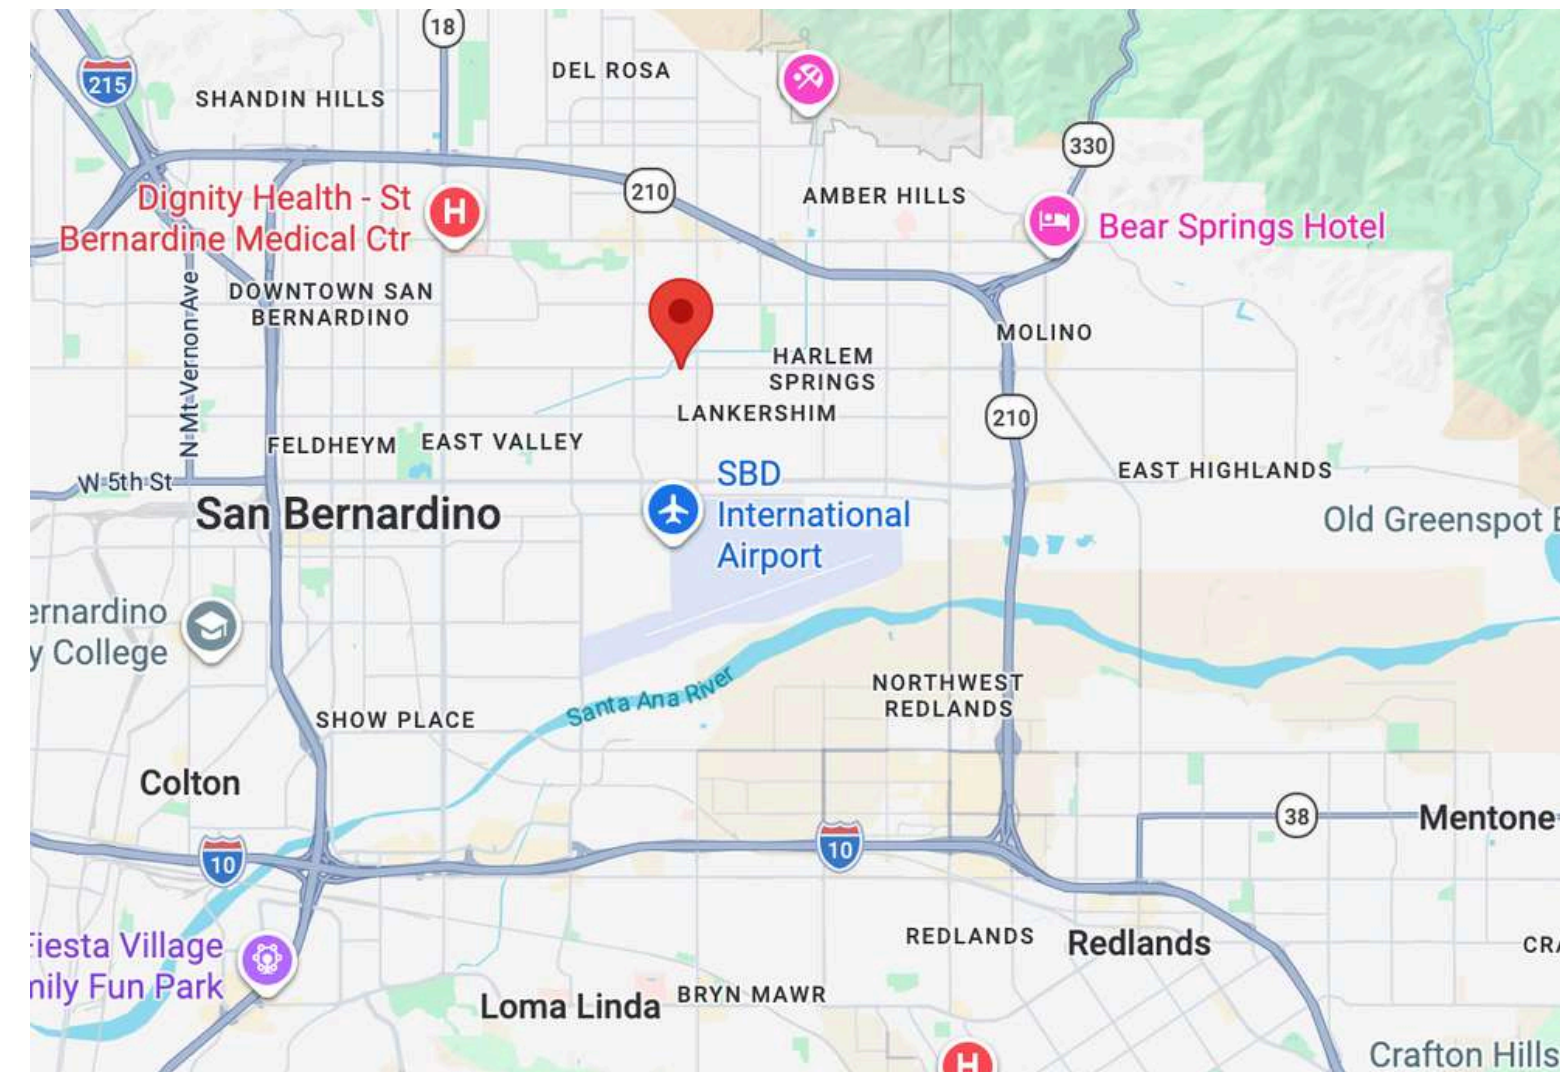 18
215
DEL ROSA
SHANDIN HILLS
330
210
Dignity Health - St
Bernardine Medical Ctr
H
AMBER HILLS
Bear Springs Hotel
N Mt Vernon Ave
DOWNTOWN SAN
BERNARDINO
MOLINO
HARLEM
SPRINGS
LANKERSHIM
210
FELDHEYM
EAST VALLEY
W 5th St
SBD
International
Airport
EAST HIGHLANDS
San Bernardino
Old Greenspot
ernardino
y College
Santa Ana River
NORTHWEST
REDLANDS
SHOW PLACE
Colton
38
Mentone
10
10
Fiesta Village
mily Fun Park
REDLANDS
Redlands
CRA
Loma Linda
BRYN MAWR
H
Crafton Hills